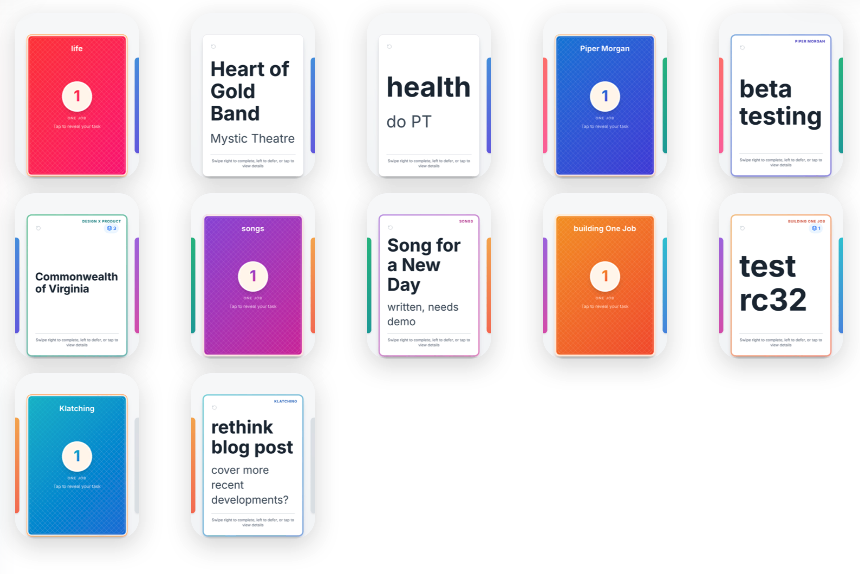 life
1
ONE JOB
Tap to reveal your task
Heart of
Gold
Band
Mystic Theatre
Swipe right to complete, left to defer, or tap to
view details
health
do PT
Swipe right to complete, left to defer, or tap to
view details
Piper Morgan
1
ONE JOB
Tap to reveal your task
PIPER MORGAN
beta
testing
Swipe right to complete, left to defer, or tap to
view details
DESIGN X PRODUCT
3
Commonwealth
of Virginia
Swipe right to complete, left to defer, or tap to
view details
songs
1
ONE JOB
Tap to reveal your task
SONGS
Song for
a New
Day
written, needs
demo
Swipe right to complete, left to defer, or tap to
view details
building One Job
1
ONE JOB
Tap to reveal your task
BUILDING ONE JOB
1
test
rc32
Swipe right to complete, left to defer, or tap to
view details
Klatching
1
ONE JOB
Tap to reveal your task
KLATCHING
rethink
blog post
cover more
recent
developments?
Swipe right to complete, left to defer, or tap to
view details